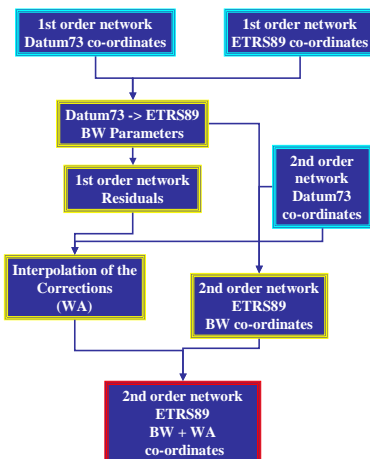 1st order network
Datum73 co-ordinates
1st order network
ETRS89 co-ordinates
Datum73 -> ETRS89
BW Parameters
1st order network
Residuals
2nd order
network
Datum73
co-ordinates
Interpolation of the
Corrections
(WA)
2nd order network
ETRS89
BW co-ordinates
2nd order network
ETRS89
BW + WA
co-ordinates